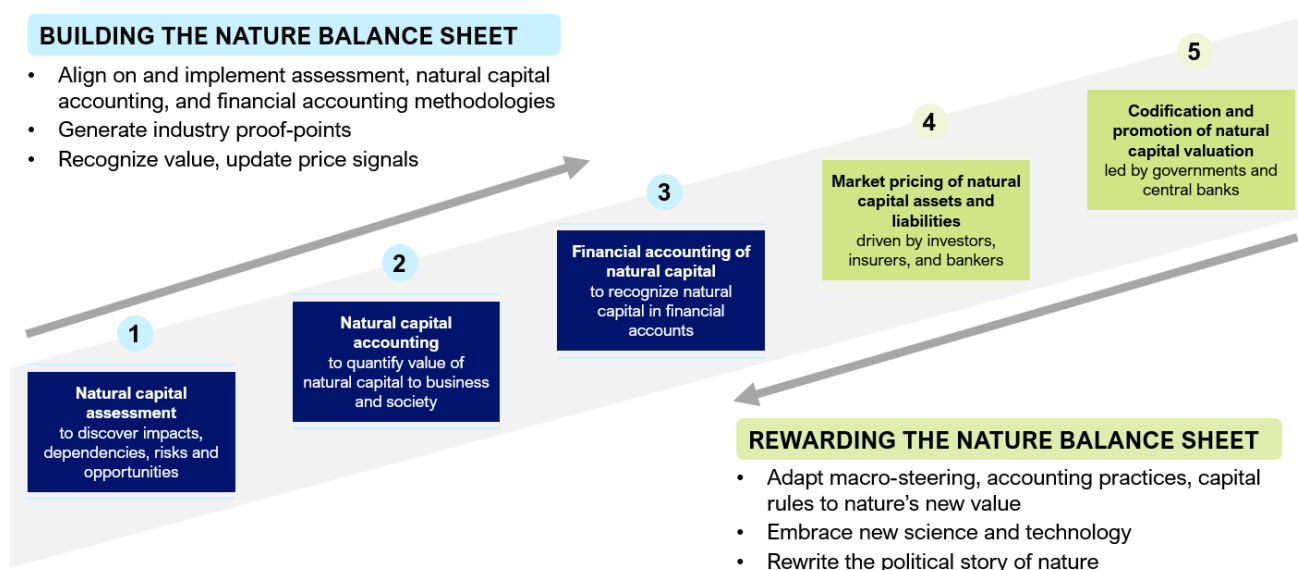 BUILDING THE NATURE BALANCE SHEET
• Align on and implement assessment, natural capital
accounting, and financial accounting methodologies
• Generate industry proof-points
• Recognize value, update price signals
1
Natural capital
assessment
to discover impacts,
dependencies, risks and
opportunities
2
Natural capital
accounting
to quantify value of
natural capital to business
and society
3
Financial accounting of
natural capital
to recognize natural
capital in financial
accounts
4
Market pricing of natural
capital assets and
liabilities
driven by investors,
insurers, and bankers
5
Codification and
promotion of natural
capital valuation
led by governments and
central banks
REWARDING THE NATURE BALANCE SHEET
• Adapt macro-steering, accounting practices, capital
rules to nature’s new value
• Embrace new science and technology
• Rewrite the political story of nature